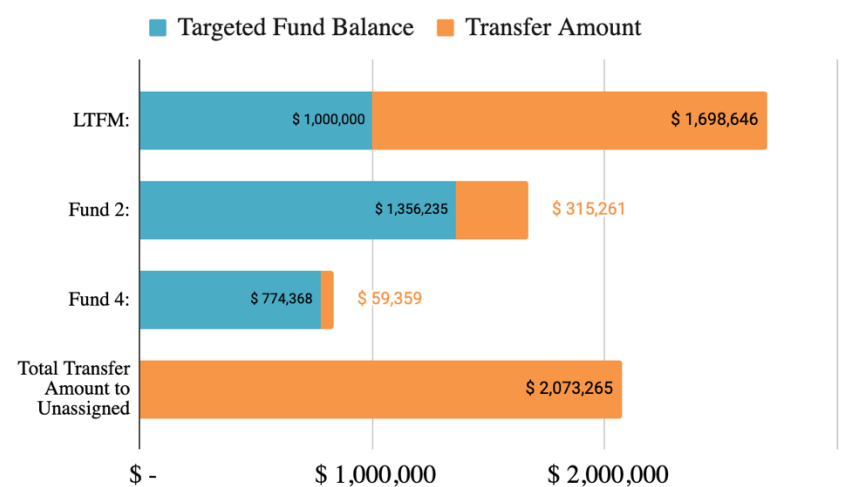 Targeted Fund Balance Transfer Amount
LTFM: $ 1,000,000 $ 1,698,646
Fund 2: $ 1,356,235 $ 315,261
Fund 4: $ 774,368 $ 59,359
Total Transfer
Amount to $ 2,073,265
Unassigned
$ - $ 1,000,000 $ 2,000,000